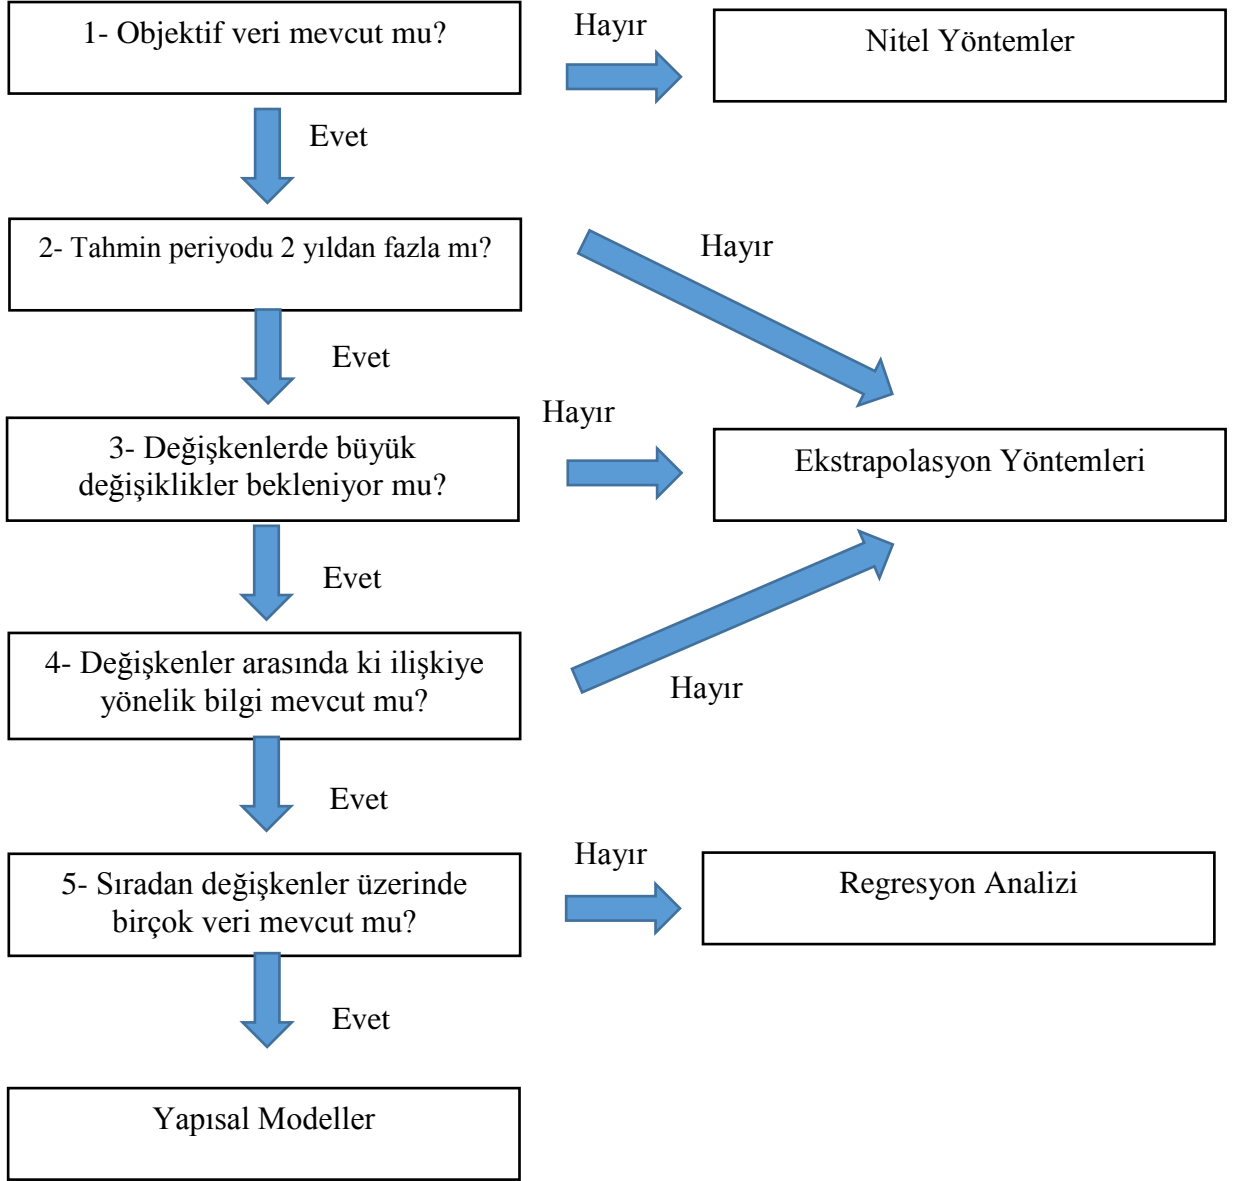 1- Objektif veri mevcut mu?
Hayır
Nitel Yöntemler
Evet
2- Tahmin periyodu 2 yıldan fazla mı?
Hayır
Evet
3- Değişkenlerde büyük
değişiklikler bekleniyor mu?
Hayır
Ekstrapolasyon Yöntemleri
Evet
4- Değişkenler arasında ki ilişkiye
yönelik bilgi mevcut mu?
Hayır
Evet
5- Sıradan değişkenler üzerinde
birçok veri mevcut mu?
Hayır
Regresyon Analizi
Evet
Yapısal Modeller